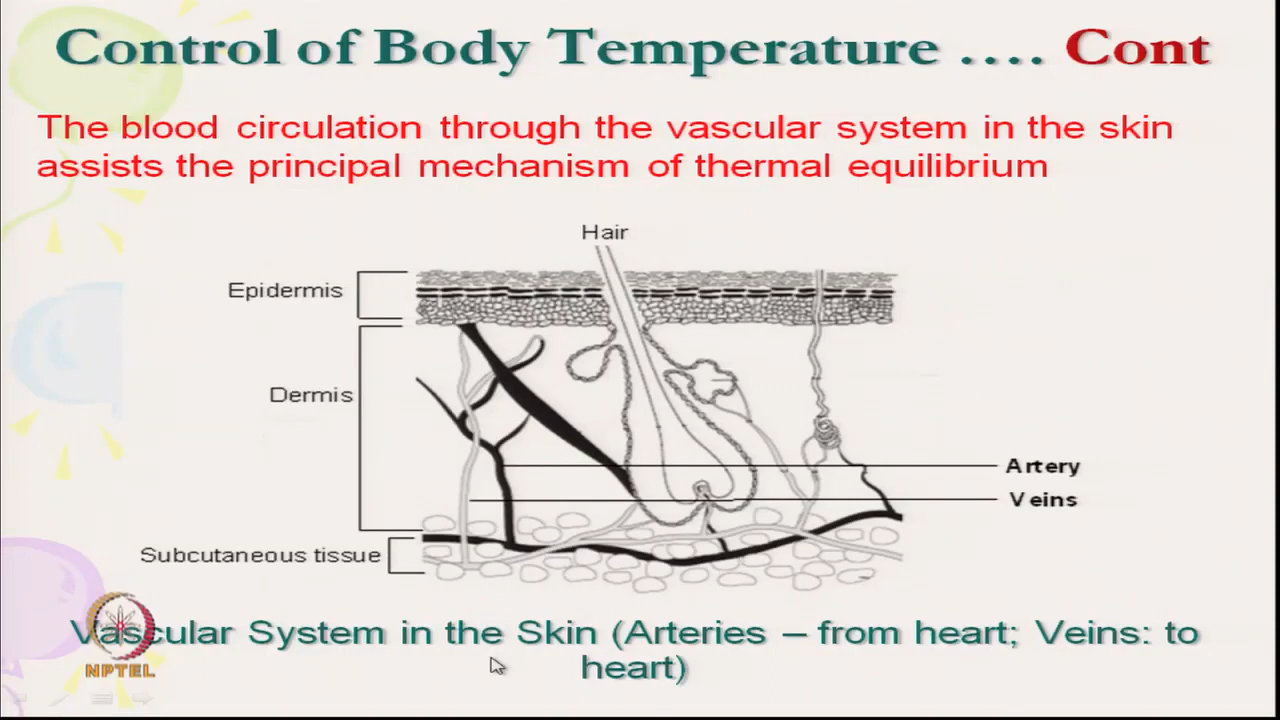 Control of Body Temperature .... Cont
The blood circulation through the vascular system in the skin
assists the principal mechanism of thermal equilibrium
Hair
Epidermis
Dermis
Artery
Veins
Subcutaneous tissue
Vascular System in the Skin (Arteries – from heart; Veins: to
heart)
NPTEL